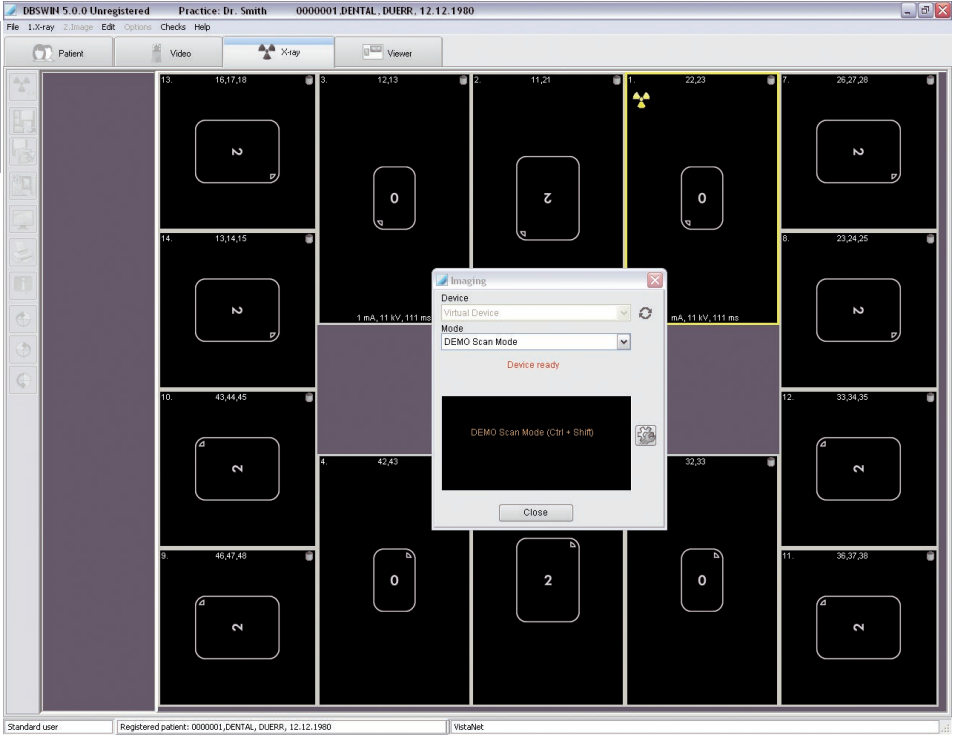 DBSWIN 5.0.0 Unregistered Practice: Dr. Smith 0000001 ,DENTAL, DUERR, 12.12.1980
File 1.X-ray 2.Image Edit Options Checks Help
Patient Video X-ray Viewer
13. 16,17,18
3. 12,13
2. 11,21
1. 22,23
7. 26,27,28
2
0
2
0
2
14. 13,14,15
8. 23,24,25
2
2
1 mA, 11 kV, 111 ms
mA, 11 kV, 111 ms
Imaging
Device
Virtual Device
Mode
DEMO Scan Mode
Device ready
DEMO Scan Mode (Ctrl + Shift)
Close
10. 43,44,45
4. 42,43
32,33
12. 33,34,35
2
2
9. 46,47,48
11. 36,37,38
0
2
0
2
2
Standard user Registered patient: 0000001,DENTAL, DUERR, 12.12.1980 VistaNet